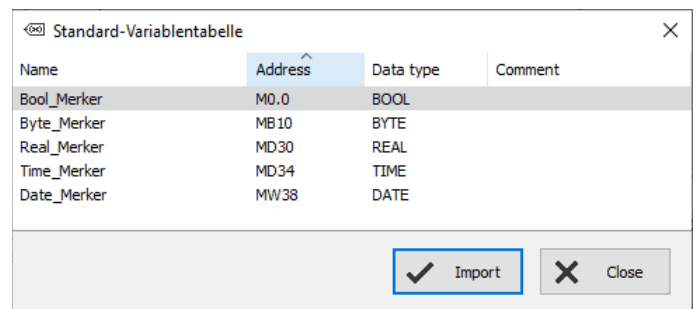 Standard-Variablentabelle
Name Address Data type Comment
Bool_Merker M0.0 BOOL
Byte_Merker MB10 BYTE
Real_Merker MD30 REAL
Time_Merker MD34 TIME
Date_Merker MW38 DATE
Import Close